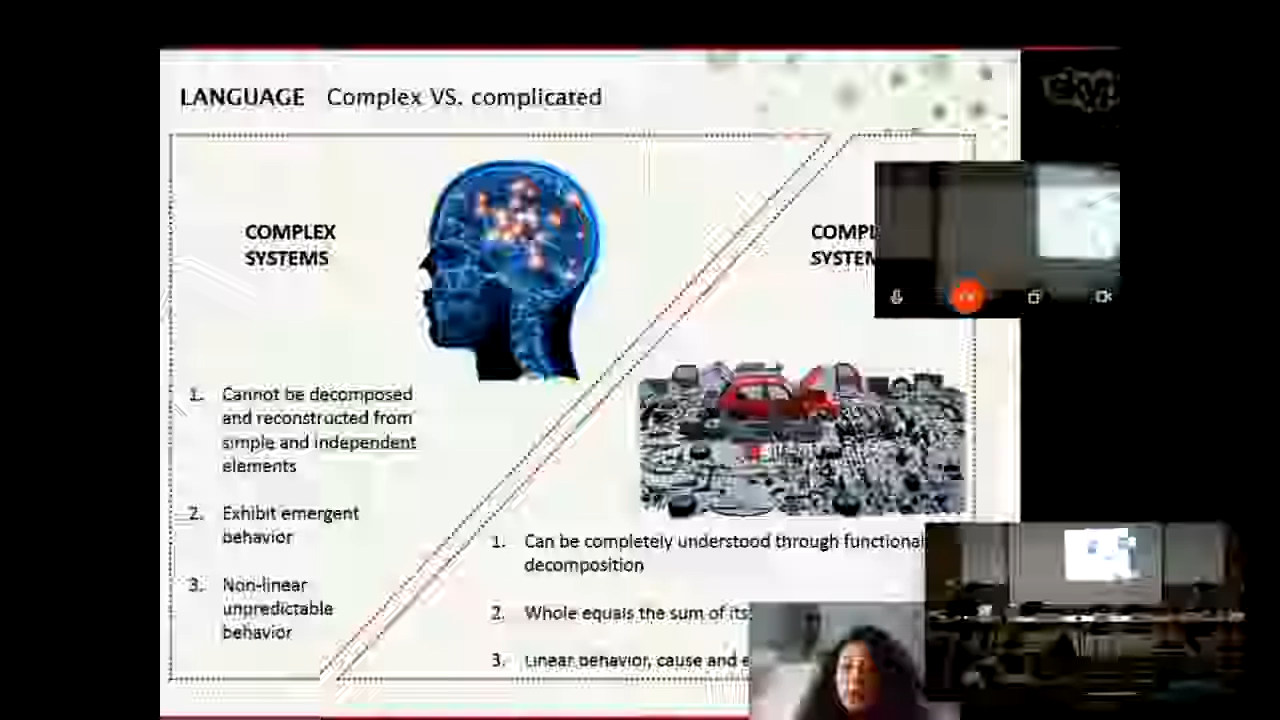 LANGUAGE Complex VS. complicated
COMPLEX
SYSTEMS
1. Cannot be decomposed
and reconstructed from
simple and independent
elements
2. Exhibit emergent
behavior
3. Non-linear
unpredictable
behavior
1. Can be completely understood through functional
decomposition
2. Whole equals the sum of its
3. Linear behavior, cause and